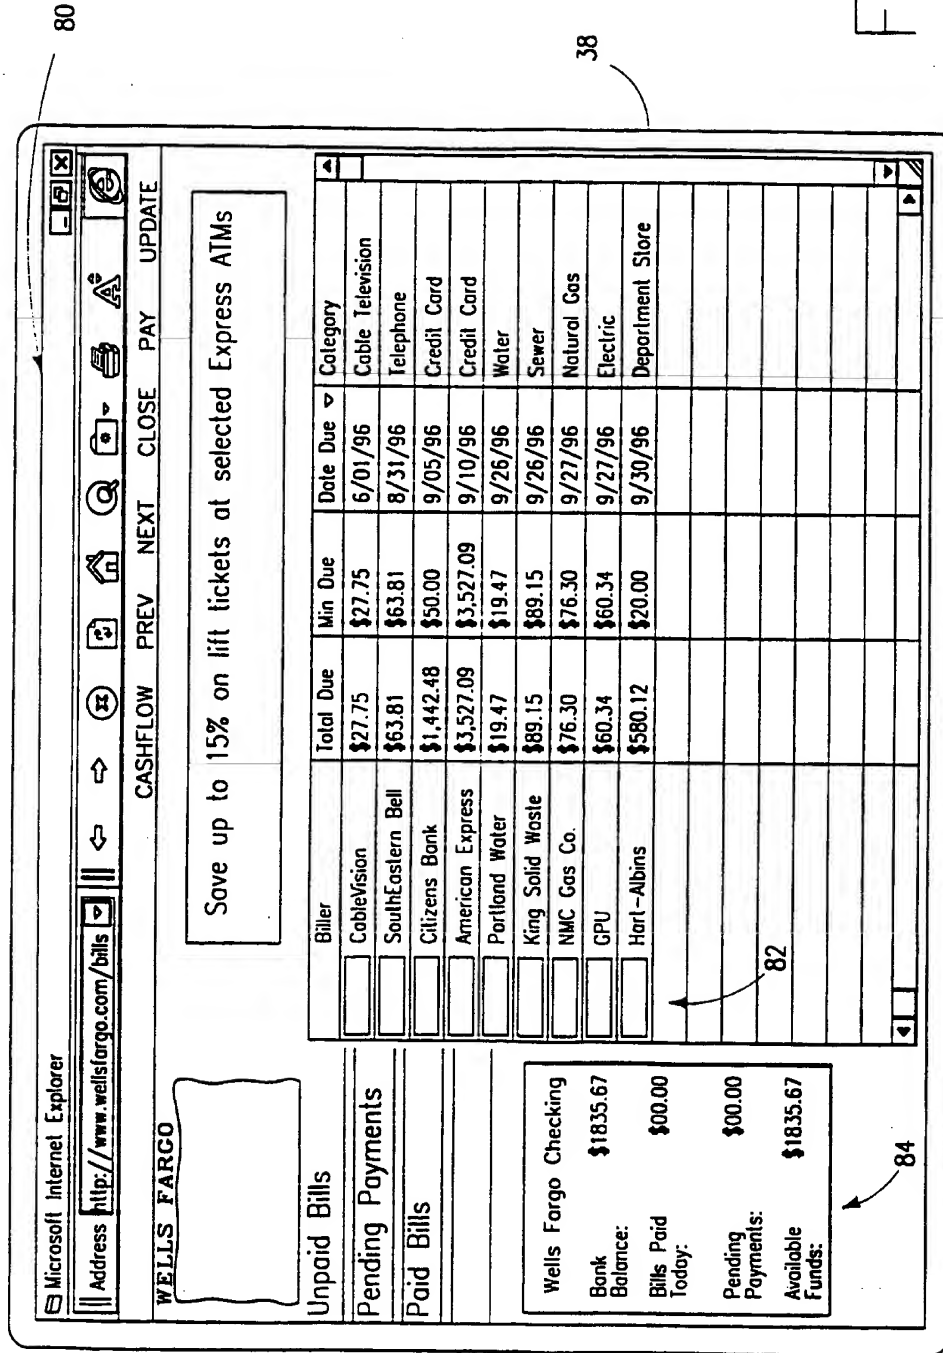 80
38
Microsoft Internet Explorer
Address http://www.wellsfargo.com/bills
CASHFLOW PREV NEXT CLOSE PAY UPDATE
WELLS FARGO
Save up to 15% on lift tickets at selected Express ATMs
Unpaid Bills
Pending Payments
Paid Bills
Biller Total Due Min Due Date Due Category
CableVision $27.75 $27.75 6/01/96 Cable Television
SouthEastern Bell $63.81 $63.81 8/31/96 Telephone
Citizens Bank $1,442.48 $50.00 9/05/96 Credit Card
American Express $3,527.09 $3,527.09 9/10/96 Credit Card
Portland Water $19.47 $19.47 9/26/96 Water
King Solid Waste $89.15 $89.15 9/26/96 Sewer
NMC Gas Co. $76.30 $76.30 9/27/96 Natural Gas
GPU $60.34 $60.34 9/27/96 Electric
Hart-Albins $580.12 $20.00 9/30/96 Department Store
82
Wells Fargo Checking
Bank Balance: $1835.67
Bills Paid Today: $00.00
Pending Payments: $00.00
Available Funds: $1835.67
84